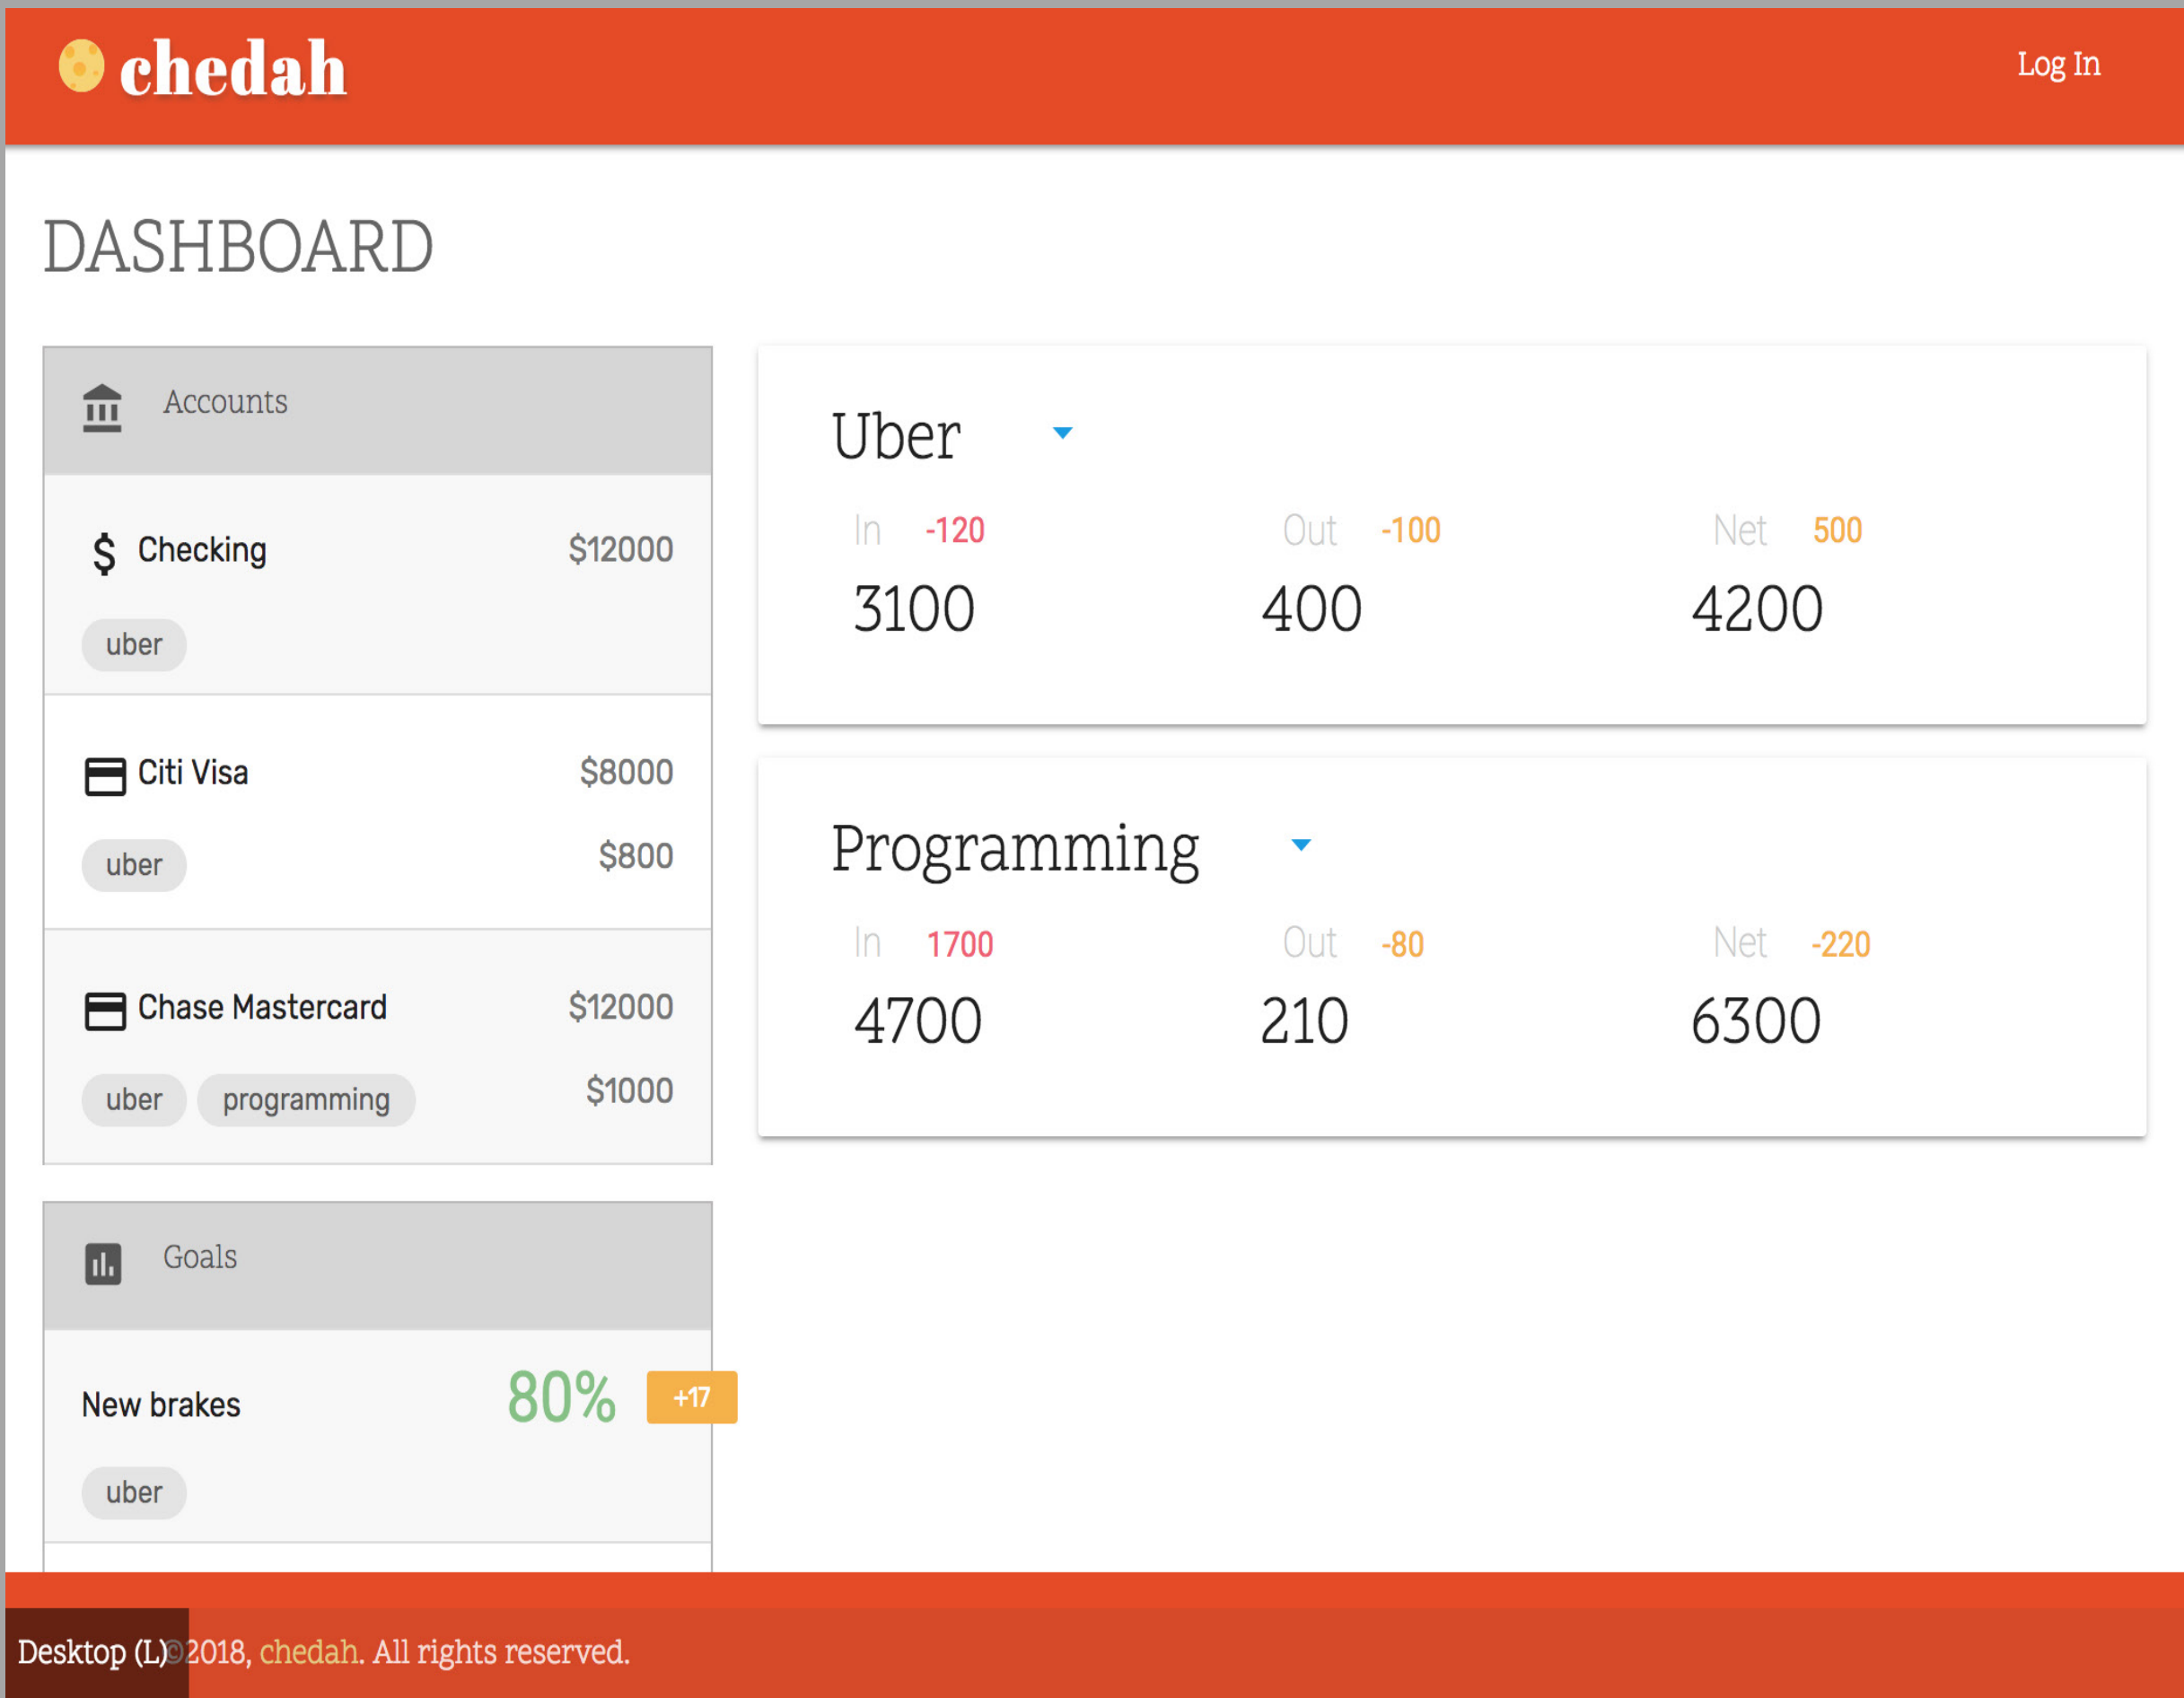 chedah
Log In
DASHBOARD
Accounts
Checking $12000
uber
Citi Visa $8000
uber $800
Chase Mastercard $12000
uber programming $1000
Goals
New brakes 80% +17
uber
Uber
In -120 Out -100 Net 500
3100 400 4200
Programming
In 1700 Out -80 Net -220
4700 210 6300
Desktop (L) ©2018, chedah. All rights reserved.